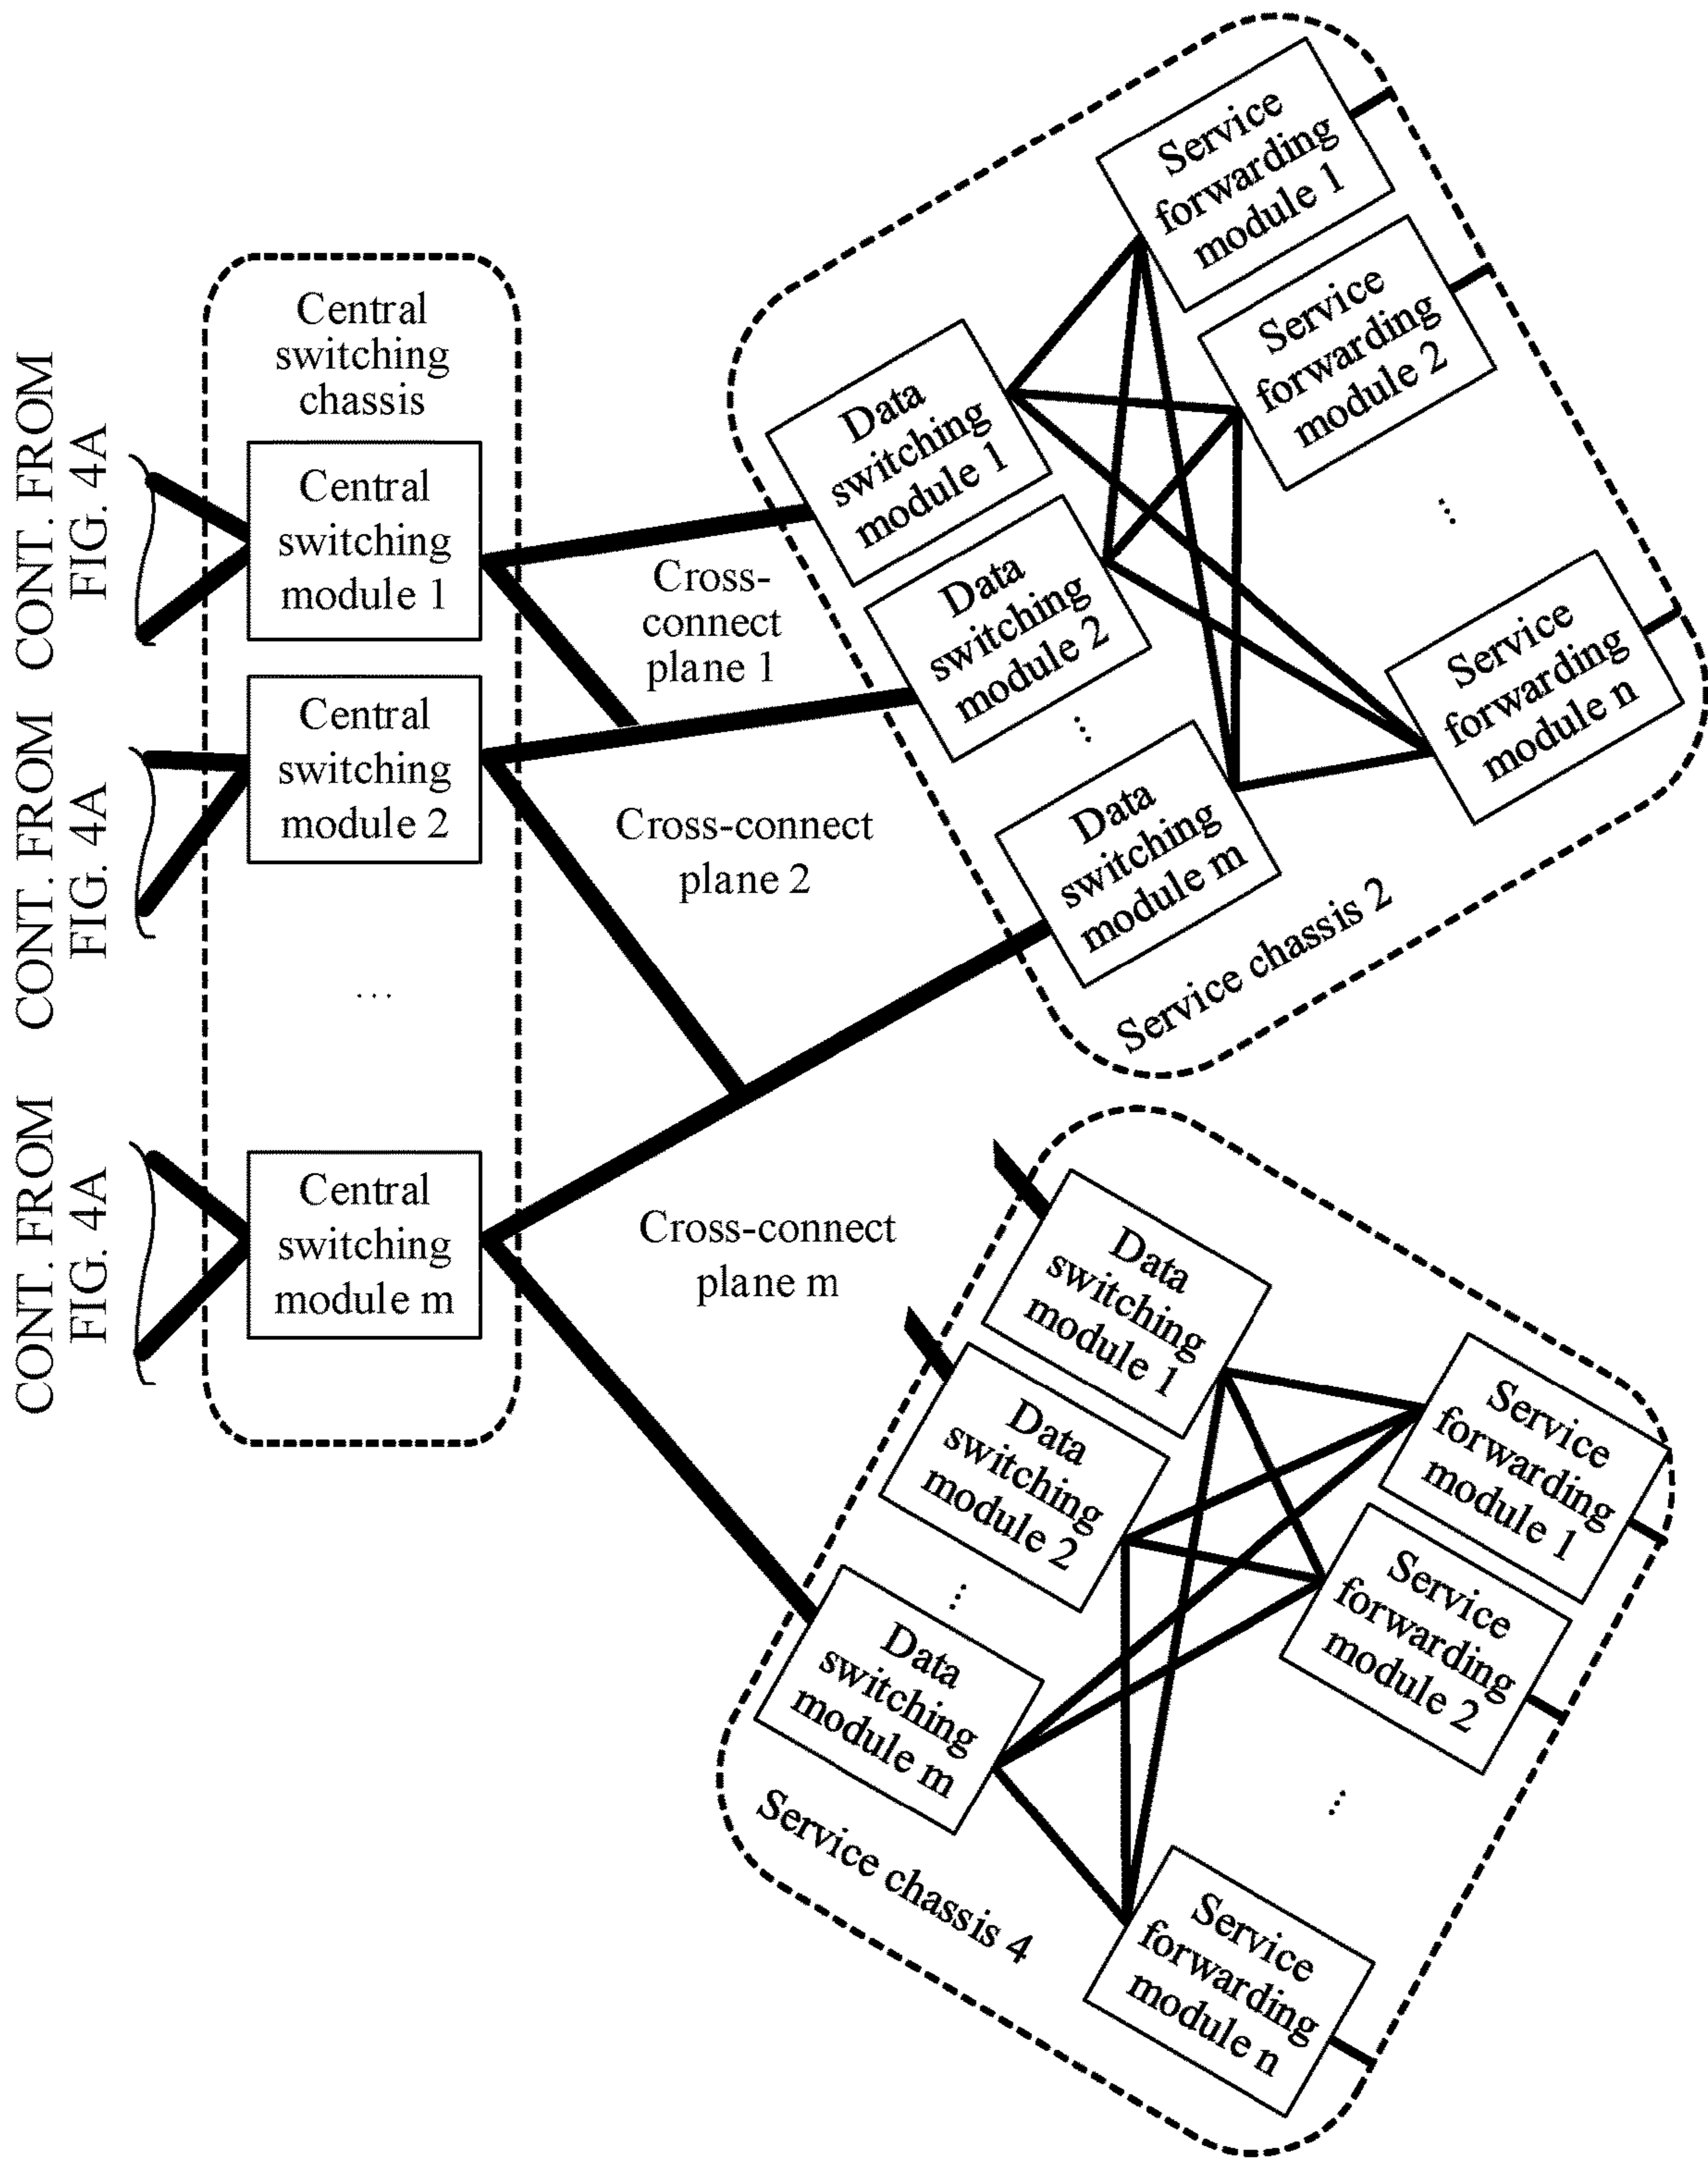 CONT. FROM
FIG. 4A
CONT. FROM
FIG. 4A
CONT. FROM
FIG. 4A
Central
switching
chassis
Central
switching
module 1
Central
switching
module 2
...
Central
switching
module m
Cross-
connect
plane 1
Cross-connect
plane 2
Cross-connect
plane m
Data
switching
module 1
Data
switching
module 2
...
Data
switching
module m
Service
forwarding
module 1
Service
forwarding
module 2
...
Service
forwarding
module n
Service chassis 2
Data
switching
module 1
Data
switching
module 2
...
Data
switching
module m
Service
forwarding
module 1
Service
forwarding
module 2
...
Service
forwarding
module n
Service chassis 4